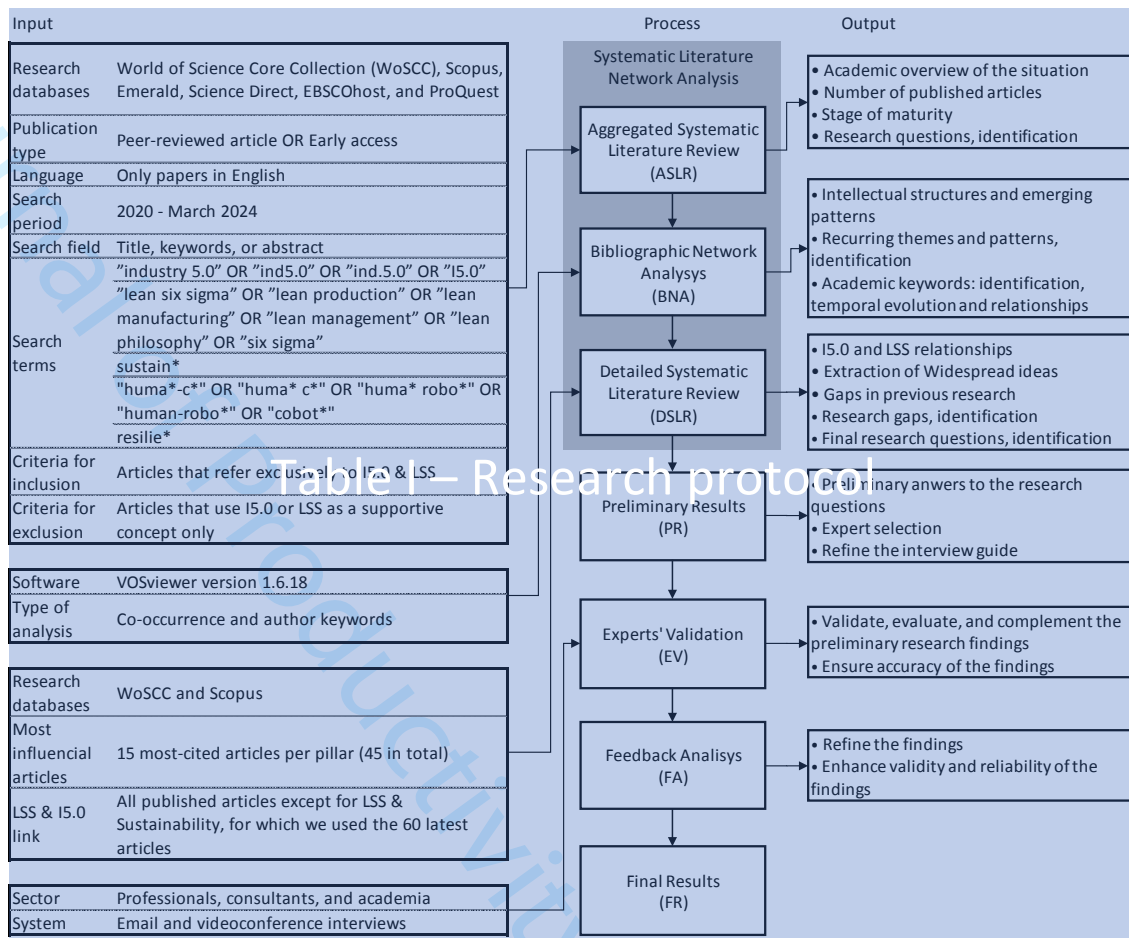 Input
Research
databases
World of Science Core Collection (WoSCC), Scopus,
Emerald, Science Direct, EBSCOhost, and ProQuest
Publication
type
Peer-reviewed article OR Early access
Language
Only papers in English
Search
period
2020 - March 2024
Search field
Title, keywords, or abstract
Search
terms
"industry 5.0" OR "ind5.0" OR "ind.5.0" OR "I5.0"
"lean six sigma" OR "lean production" OR "lean
manufacturing" OR "lean management" OR "lean
philosophy" OR "six sigma"
sustain*
"huma*-c*" OR "huma* c*" OR "huma* robo*" OR
"human-robo*" OR "cobot*"
resilie*
Criteria for
inclusion
Articles that refer exclusively to I5.0 & LSS
Criteria for
exclusion
Articles that use I5.0 or LSS as a supportive
concept only
Software
VOSviewer version 1.6.18
Type of
analysis
Co-occurrence and author keywords
Research
databases
WoSCC and Scopus
Most
influencial
articles
15 most-cited articles per pillar (45 in total)
LSS & I5.0
link
All published articles except for LSS &
Sustainability, for which we used the 60 latest
articles
Sector
Professionals, consultants, and academia
System
Email and videoconference interviews
Process
Systematic Literature
Network Analysis
Aggregated Systematic
Literature Review
(ASLR)
Bibliographic Network
Analysys
(BNA)
Detailed Systematic
Literature Review
(DSLR)
Preliminary Results
(PR)
Experts' Validation
(EV)
Feedback Analisys
(FA)
Final Results
(FR)
Output
• Academic overview of the situation
• Number of published articles
• Stage of maturity
• Research questions, identification
• Intellectual structures and emerging
patterns
• Recurring themes and patterns,
identification
• Academic keywords: identification,
temporal evolution and relationships
• I5.0 and LSS relationships
• Extraction of Widespread ideas
• Gaps in previous research
• Research gaps, identification
• Final research questions, identification
• Preliminary anwers to the research
questions
• Expert selection
• Refine the interview guide
• Validate, evaluate, and complement the
preliminary research findings
• Ensure accuracy of the findings
• Refine the findings
• Enhance validity and reliability of the
findings
Table I – Research protocol
of Productivity